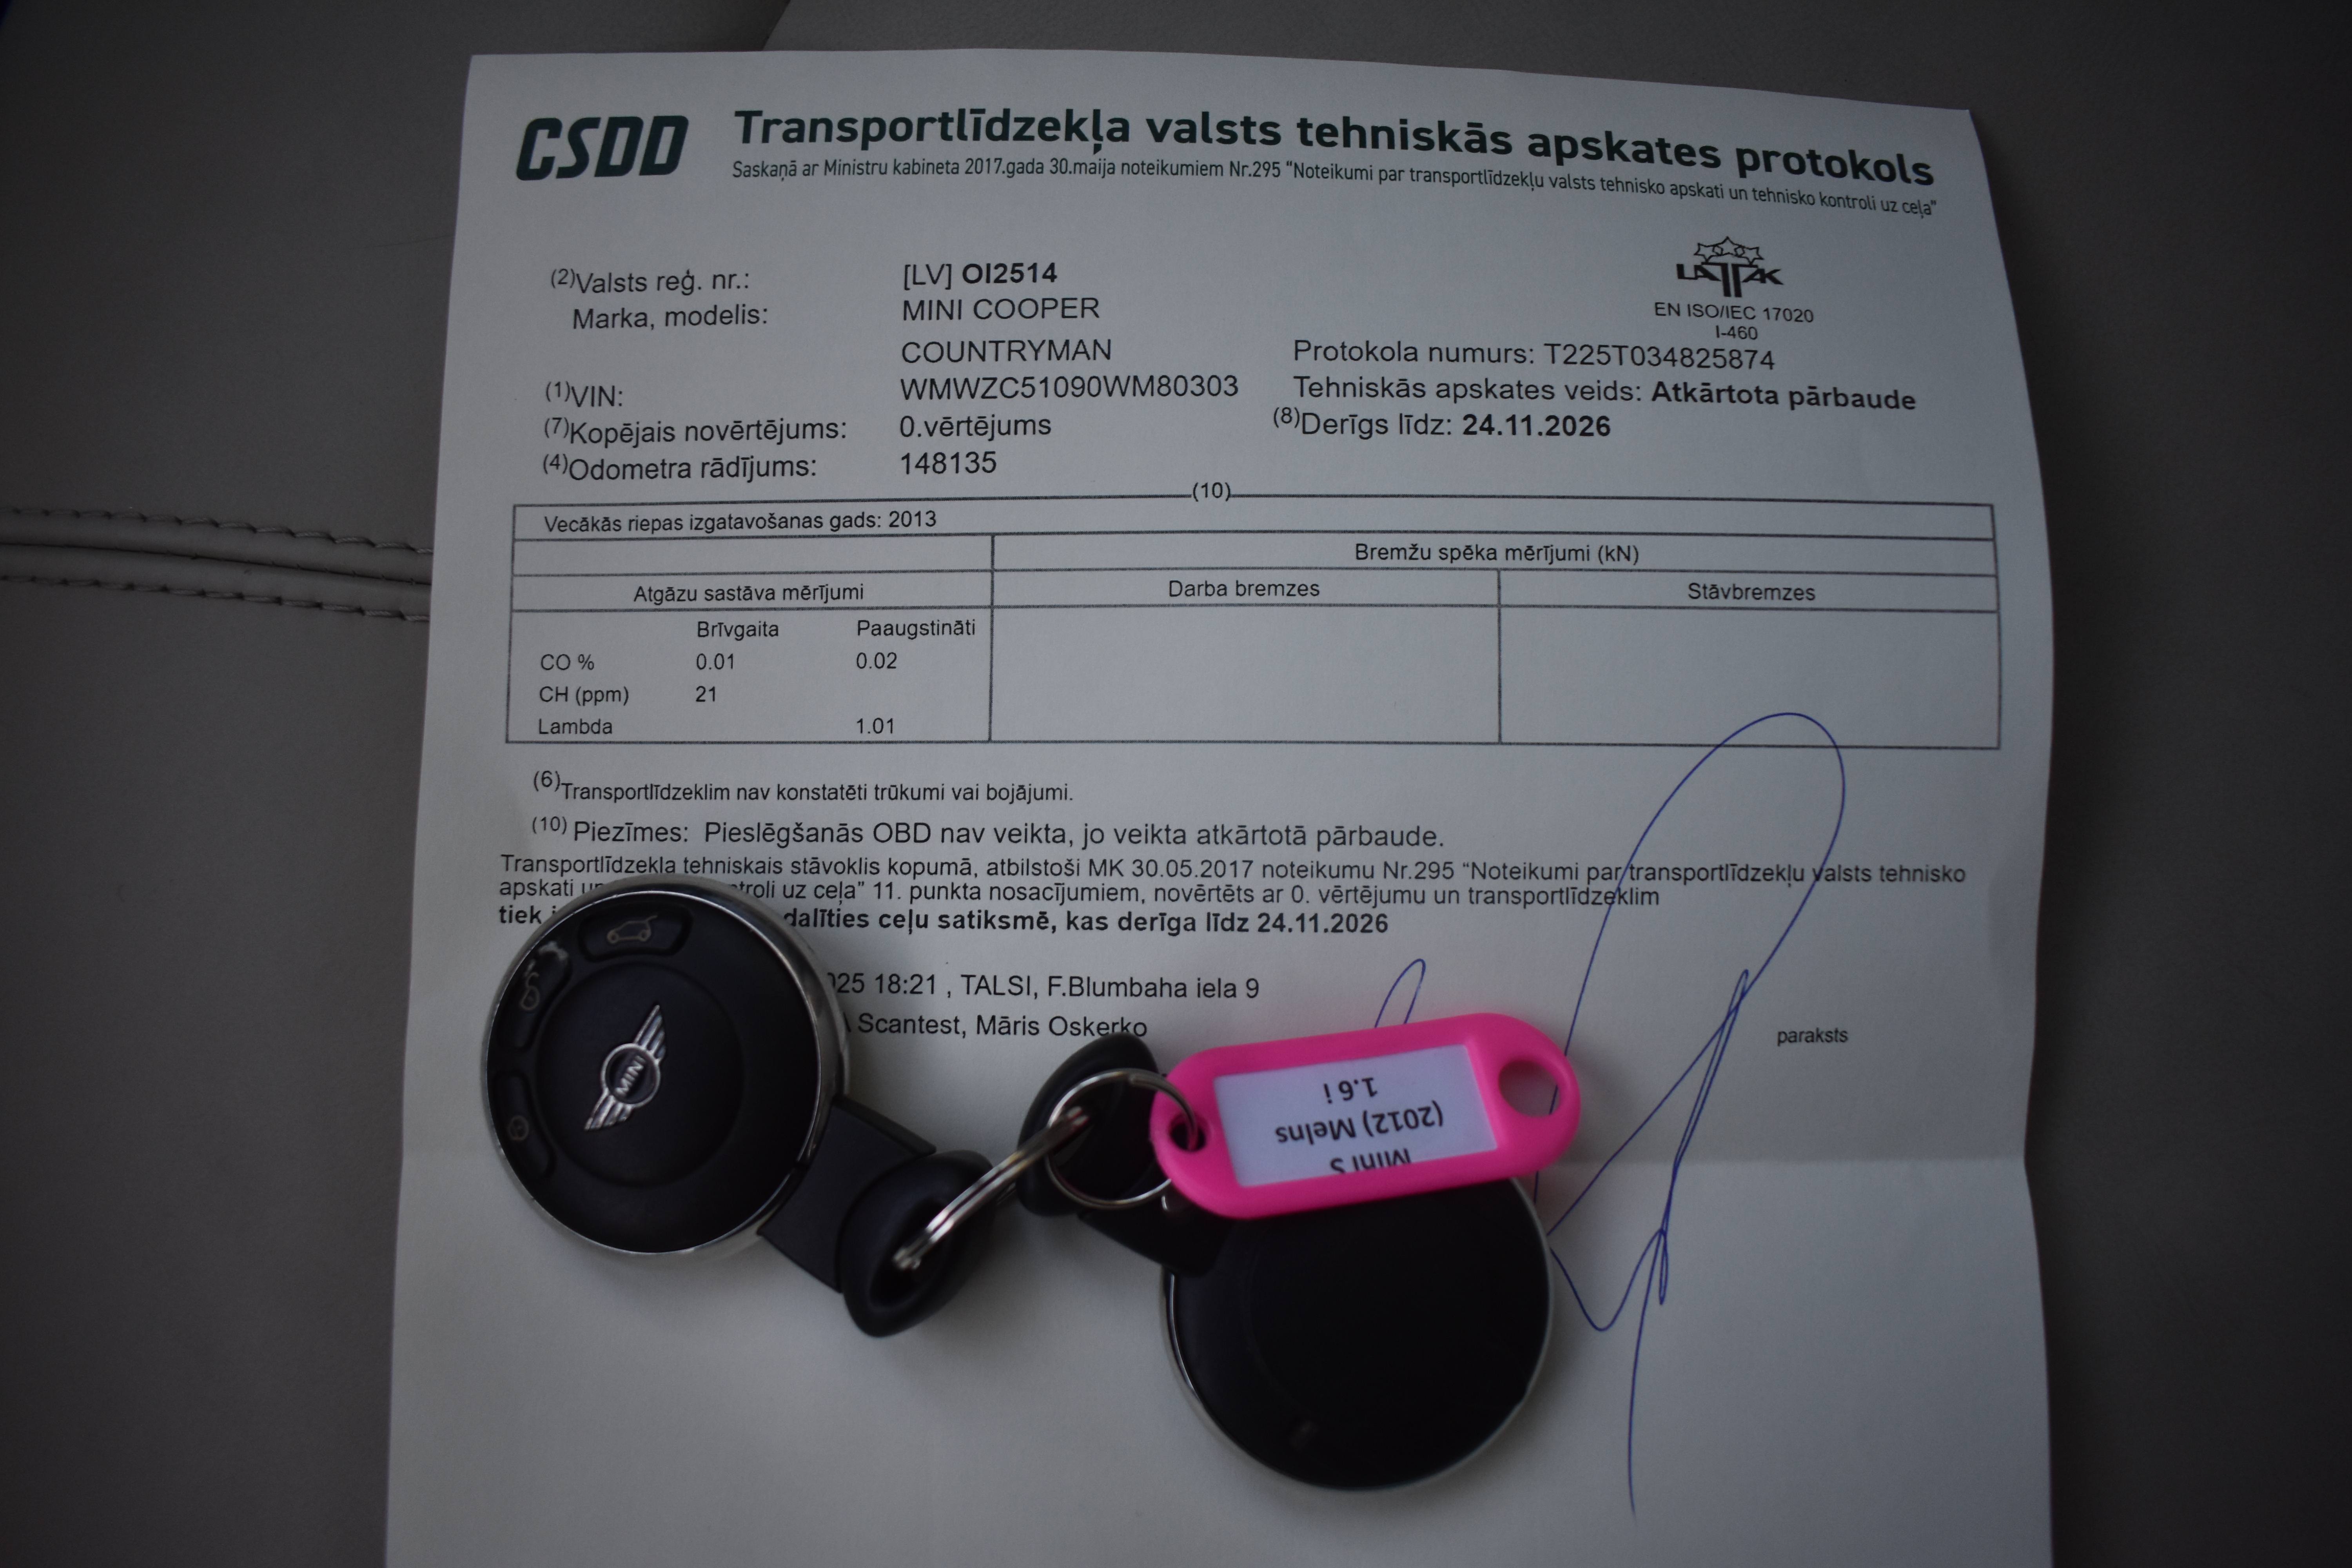 CSDD
Transportlīdzekļa valsts tehniskās apskates protokols
Saskaņā ar Ministru kabineta 2017.gada 30.maija noteikumiem Nr.295 "Noteikumi par transportlīdzekļu valsts tehnisko apskati un tehnisko kontroli uz ceļa"
LATAK
EN ISO/IEC 17020
I-460
(2)Valsts reģ. nr.: [LV] OI2514
Marka, modelis: MINI COOPER
COUNTRYMAN Protokola numurs: T225T034825874
(1)VIN: WMWZC51090WM80303 Tehniskās apskates veids: Atkārtota pārbaude
(7)Kopējais novērtējums: 0.vērtējums (8)Derīgs līdz: 24.11.2026
(4)Odometra rādījums: 148135
(10)
Vecākās riepas izgatavošanas gads: 2013
Bremžu spēka mērījumi (kN)
Atgāzu sastāva mērījumi Darba bremzes Stāvbremzes
Brīvgaita Paaugstināti
CO % 0.01 0.02
CH (ppm) 21
Lambda 1.01
(6)Transportlīdzeklim nav konstatēti trūkumi vai bojājumi.
(10) Piezīmes: Pieslēgšanās OBD nav veikta, jo veikta atkārtotā pārbaude.
Transportlīdzekļa tehniskais stāvoklis kopumā, atbilstoši MK 30.05.2017 noteikumu Nr.295 "Noteikumi par transportlīdzekļu valsts tehnisko
apskati uz ceļa" 11. punkta nosacījumiem, novērtēts ar 0. vērtējumu un transportlīdzeklim
tiek dalīties ceļu satiksmē, kas derīga līdz 24.11.2026
18:21 , TALSI, F.Blumbaha iela 9
Scantest, Māris Oskerko
paraksts
MINI
Mini S
(2012) Melns
1.6 i